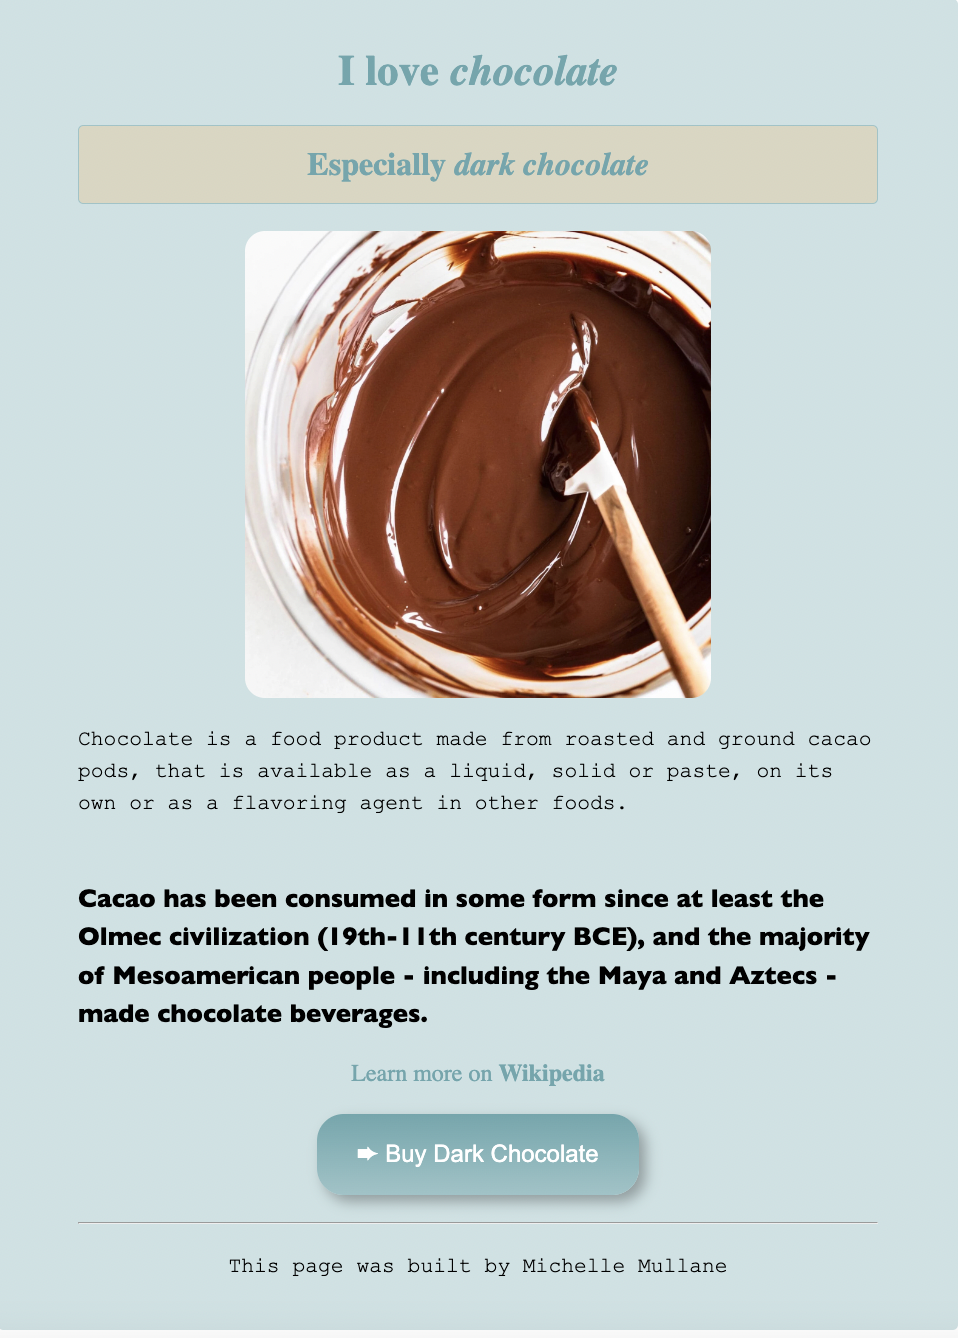 I love chocolate
Especially dark chocolate
Chocolate is a food product made from roasted and ground cacao
pods, that is available as a liquid, solid or paste, on its
own or as a flavoring agent in other foods.
Cacao has been consumed in some form since at least the
Olmec civilization (19th-11th century BCE), and the majority
of Mesoamerican people - including the Maya and Aztecs -
made chocolate beverages.
Learn more on Wikipedia
➨ Buy Dark Chocolate
This page was built by Michelle Mullane